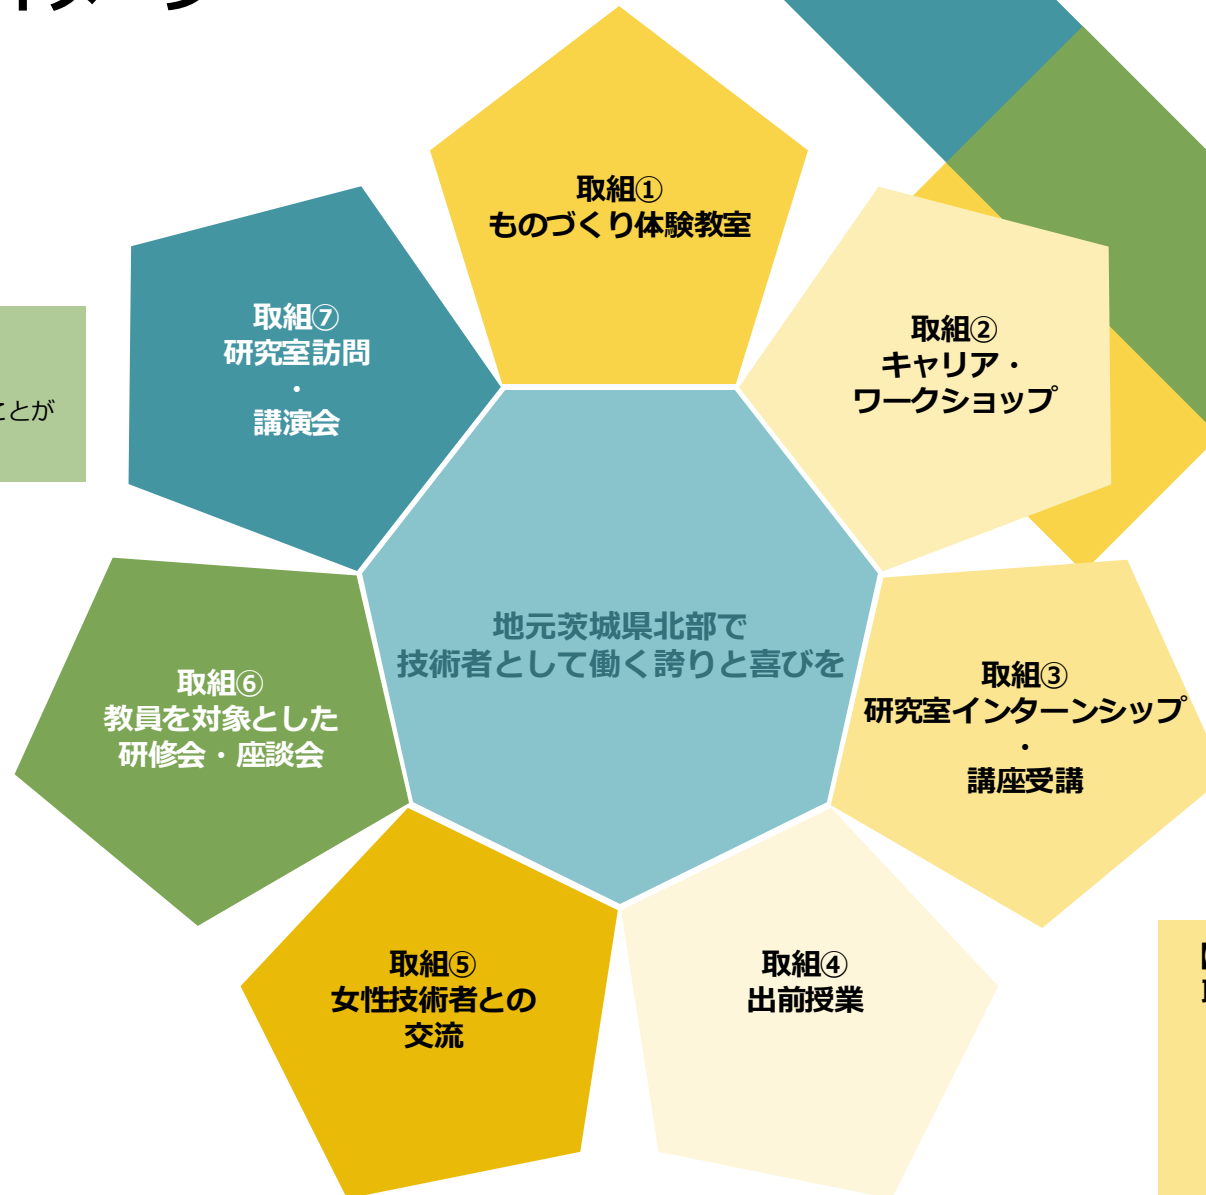 取組①
ものづくり体験教室
取組②
キャリア・
ワークショップ
取組③
研究室インターンシップ
・
講座受講
取組④
出前授業
取組⑤
女性技術者との
交流
取組⑥
教員を対象とした
研修会・座談会
取組⑦
研究室訪問
・
講演会
地元茨城県北部で
技術者として働く誇りと喜びを
ことが